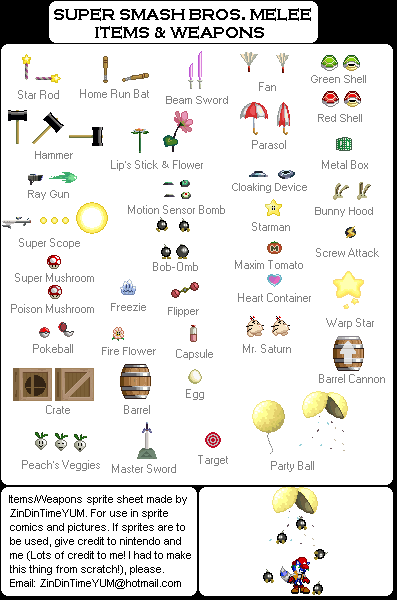 SUPER SMASH BROS. MELEE
ITEMS & WEAPONS
Star Rod
Home Run Bat
Beam Sword
Fan
Green Shell
Red Shell
Hammer
Lip's Stick & Flower
Parasol
Metal Box
Ray Gun
Motion Sensor Bomb
Cloaking Device
Bunny Hood
Super Scope
Bob-Omb
Starman
Screw Attack
Super Mushroom
Maxim Tomato
Poison Mushroom
Freezie
Flipper
Heart Container
Warp Star
Pokeball
Fire Flower
Capsule
Mr. Saturn
Barrel Cannon
Crate
Barrel
Egg
Peach's Veggies
Master Sword
Target
Party Ball
Items/Weapons sprite sheet made by
ZinDinTimeYUM. For use in sprite
comics and pictures. If sprites are to
be used, give credit to nintendo and
me (Lots of credit to me! I had to make
this thing from scratch!), please.
Email: ZinDinTimeYUM@hotmail.com